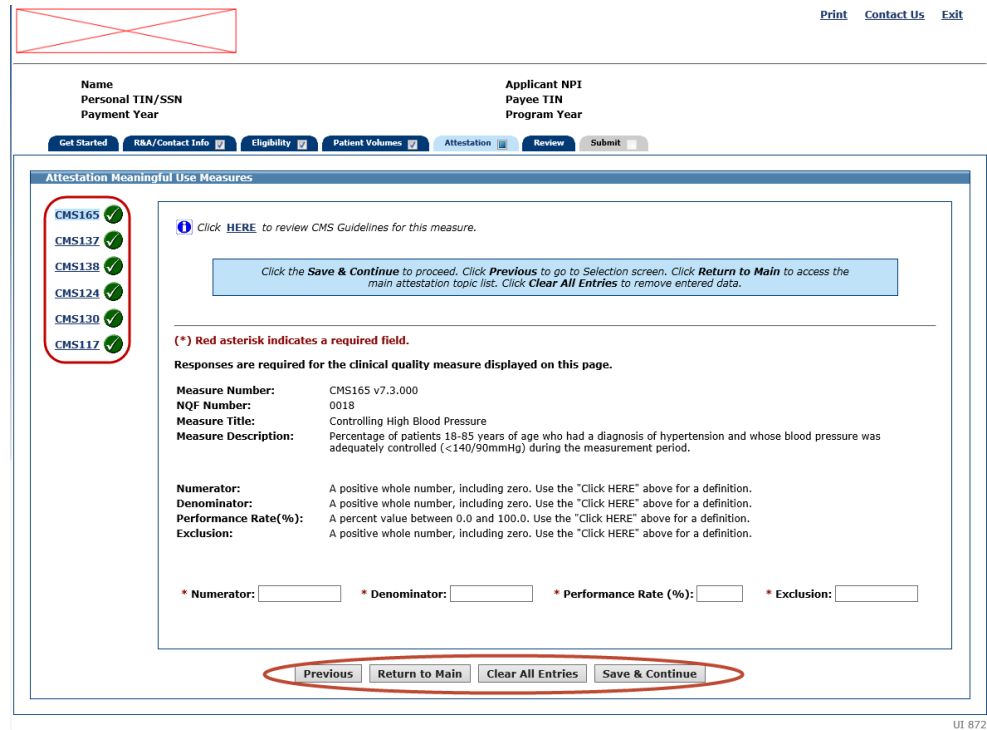 Print Contact Us Exit
Name Applicant NPI
Personal TIN/SSN Payee TIN
Payment Year Program Year
Get Started R&A/Contact Info Eligibility Patient Volumes Attestation Review Submit
Attestation Meaningful Use Measures
CMS165
CMS137
CMS138
CMS124
CMS130
CMS117
Click HERE to review CMS Guidelines for this measure.
Click the Save & Continue to proceed. Click Previous to go to Selection screen. Click Return to Main to access the
main attestation topic list. Click Clear All Entries to remove entered data.
(*) Red asterisk indicates a required field.
Responses are required for the clinical quality measure displayed on this page.
Measure Number: CMS165 v7.3.000
NQF Number: 0018
Measure Title: Controlling High Blood Pressure
Measure Description: Percentage of patients 18-85 years of age who had a diagnosis of hypertension and whose blood pressure was
adequately controlled (<140/90mmHg) during the measurement period.
Numerator: A positive whole number, including zero. Use the "Click HERE" above for a definition.
Denominator: A positive whole number, including zero. Use the "Click HERE" above for a definition.
Performance Rate(%): A percent value between 0.0 and 100.0. Use the "Click HERE" above for a definition.
Exclusion: A positive whole number, including zero. Use the "Click HERE" above for a definition.
* Numerator: * Denominator: * Performance Rate (%): * Exclusion:
Previous Return to Main Clear All Entries Save & Continue
UI 872